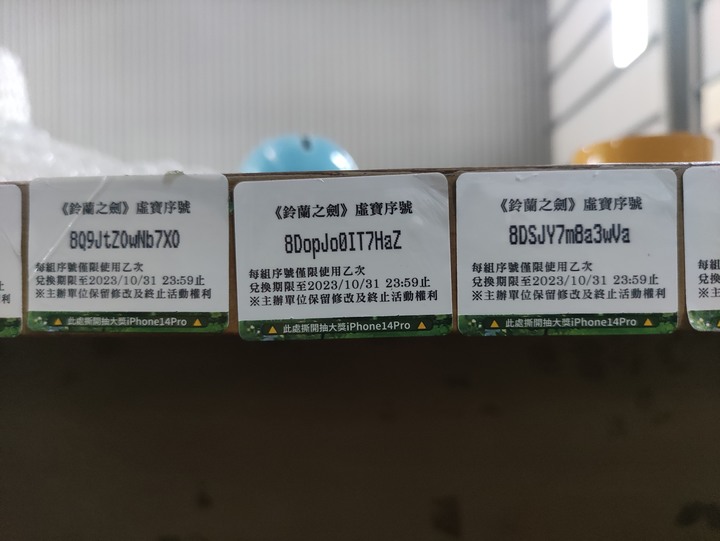 《鈴蘭之劍》虛寶序號
8Q9JtZOwNb7XO
每組序號僅限使用乙次
兌換期限至2023/10/31 23:59止
※主辦單位保留修改及終止活動權利
▲ 此處撕開抽大獎iPhone14Pro ▲
《鈴蘭之劍》虛寶序號
8DopJo0IT7HaZ
每組序號僅限使用乙次
兌換期限至2023/10/31 23:59止
※主辦單位保留修改及終止活動權利
▲ 此處撕開抽大獎iPhone14Pro ▲
《鈴蘭之劍》虛寶序號
8DSJY7m8a3wVa
每組序號僅限使用乙次
兌換期限至2023/10/31 23:59止
※主辦單位保留修改及終止活動權利
▲ 此處撕開抽大獎iPhone14Pro ▲